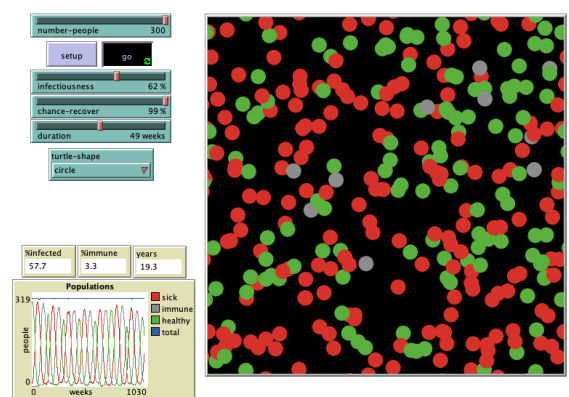 number-people 300
setup go
infectiousness 62 %
chance-recover 99 %
duration 49 weeks
turtle-shape
circle
%infected %immune years
57.7 3.3 19.3
Populations
319
people
0
0 weeks 1030
sick
immune
healthy
total